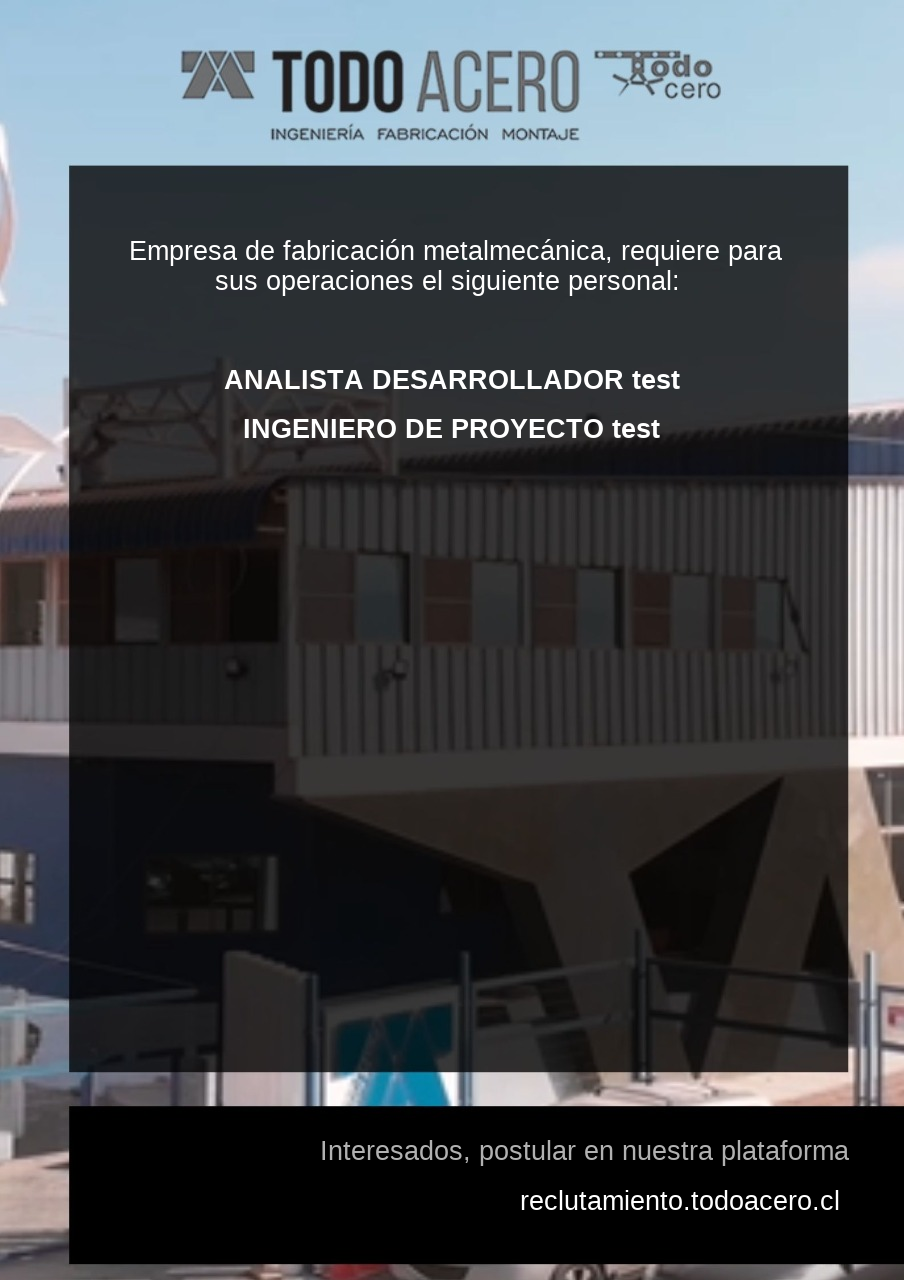 TODO ACERO
Todo
cero
INGENIERÍA FABRICACIÓN MONTAJE
Empresa de fabricación metalmecánica, requiere para
sus operaciones el siguiente personal:
ANALISTA DESARROLLADOR test
INGENIERO DE PROYECTO test
Interesados, postular en nuestra plataforma
reclutamiento.todoacero.cl